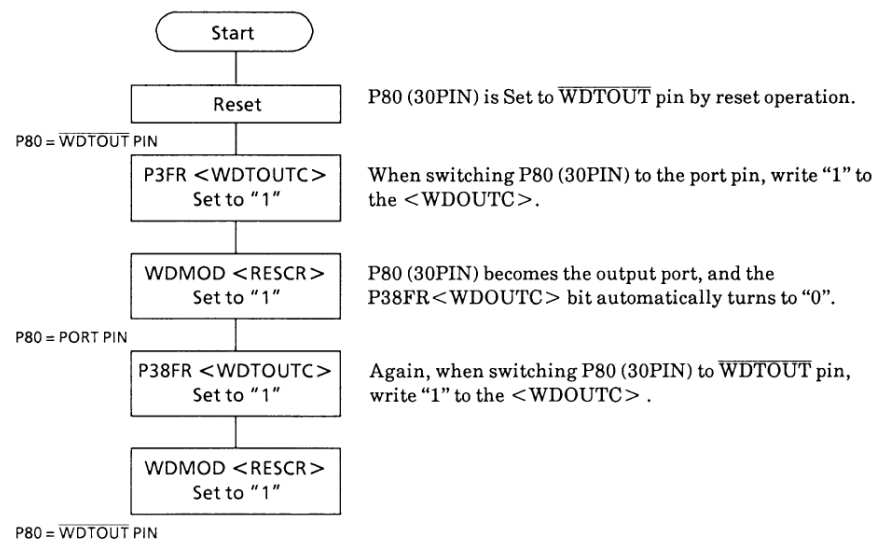 Start
Reset
P80 (30PIN) is Set to W̅D̅T̅O̅U̅T̅ pin by reset operation.
P80 = W̅D̅T̅O̅U̅T̅ PIN
P3FR <WDTOUTC>
Set to "1"
When switching P80 (30PIN) to the port pin, write “1” to
the <WDOUTC>.
WDMOD <RESCR>
Set to "1"
P80 (30PIN) becomes the output port, and the
P38FR<WDOUTC> bit automatically turns to “0”.
P80 = PORT PIN
P38FR <WDTOUTC>
Set to "1"
Again, when switching P80 (30PIN) to W̅D̅T̅O̅U̅T̅ pin,
write “1” to the <WDOUTC> .
WDMOD <RESCR>
Set to "1"
P80 = W̅D̅T̅O̅U̅T̅ PIN